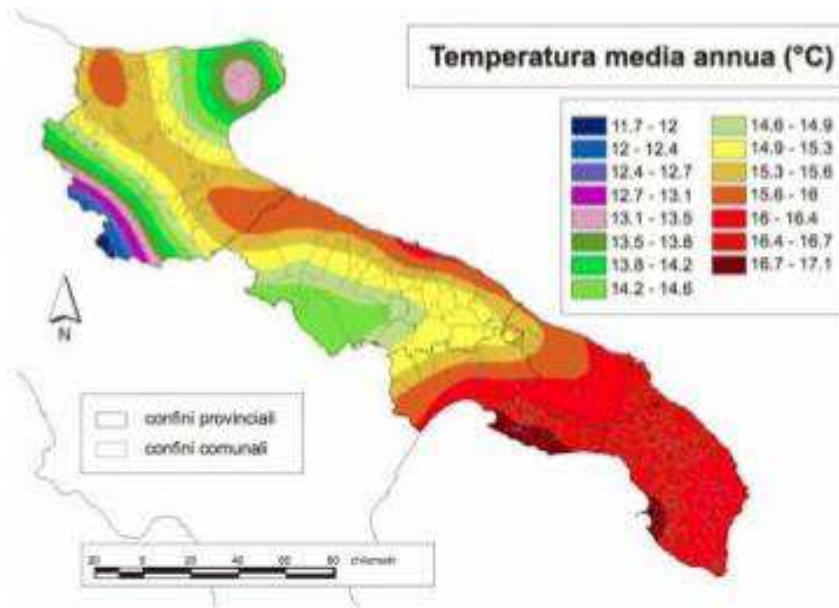 Temperatura media annua (°C)
11.7 - 12
12 - 12.4
12.4 - 12.7
12.7 - 13.1
13.1 - 13.5
13.5 - 13.8
13.8 - 14.2
14.2 - 14.6
14.6 - 14.9
14.9 - 15.3
15.3 - 15.6
15.6 - 16
16 - 16.4
16.4 - 16.7
16.7 - 17.1
N
confini provinciali
confini comunali
20 0 20 40 60 80 chilometri